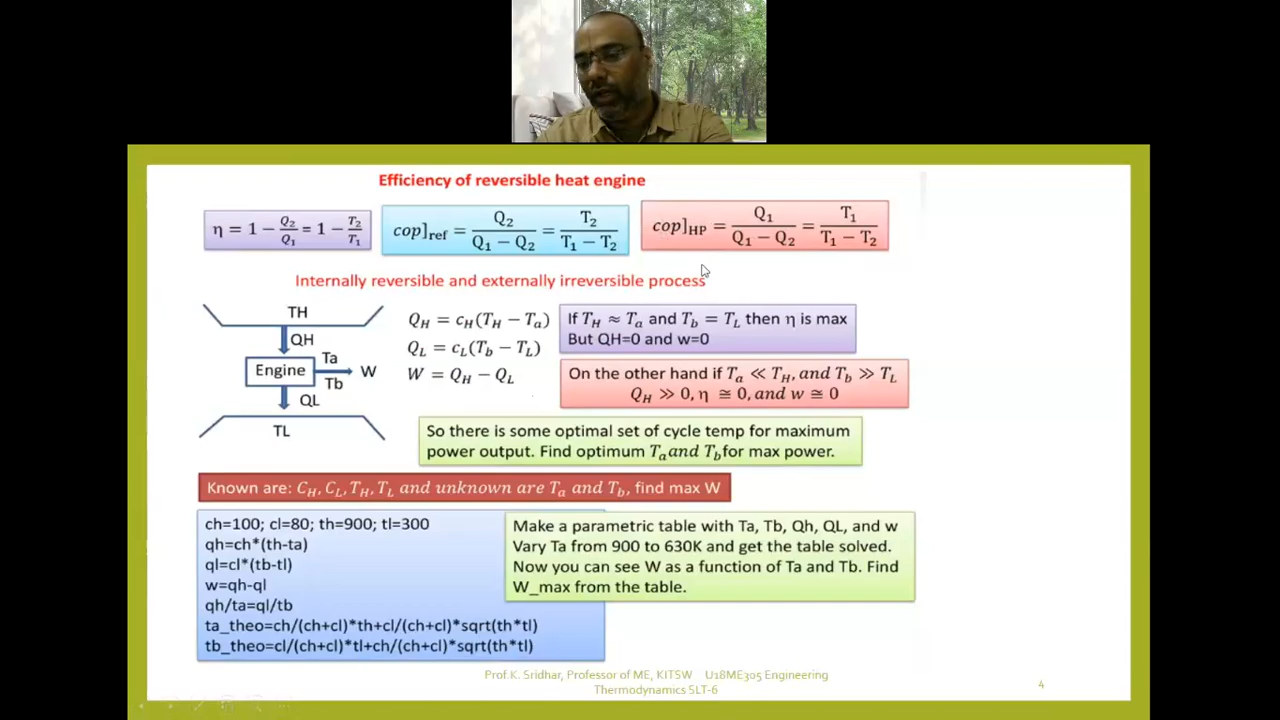 Efficiency of reversible heat engine
η = 1 − Q₂/Q₁ = 1 − T₂/T₁
cop]ref = Q₂/(Q₁ − Q₂) = T₂/(T₁ − T₂)
cop]HP = Q₁/(Q₁ − Q₂) = T₁/(T₁ − T₂)
Internally reversible and externally irreversible process
TH
QH
Ta
Engine
W
Tb
QL
TL
Q_H = c_H(T_H − T_a)
Q_L = c_L(T_b − T_L)
W = Q_H − Q_L
If T_H ≈ T_a and T_b = T_L then η is max
But QH=0 and w=0
On the other hand if T_a ≪ T_H, and T_b ≫ T_L
Q_H ≫ 0, η ≅ 0, and w ≅ 0
So there is some optimal set of cycle temp for maximum
power output. Find optimum T_a and T_b for max power.
Known are: C_H, C_L, T_H, T_L and unknown are T_a and T_b, find max W
ch=100; cl=80; th=900; tl=300
qh=ch*(th-ta)
ql=cl*(tb-tl)
w=qh-ql
qh/ta=ql/tb
ta_theo=ch/(ch+cl)*th+cl/(ch+cl)*sqrt(th*tl)
tb_theo=cl/(ch+cl)*tl+ch/(ch+cl)*sqrt(th*tl)
Make a parametric table with Ta, Tb, Qh, QL, and w
Vary Ta from 900 to 630K and get the table solved.
Now you can see W as a function of Ta and Tb. Find
W_max from the table.
Prof.K. Sridhar, Professor of ME, KITSW U18ME305 Engineering
Thermodynamics SLT-6
4